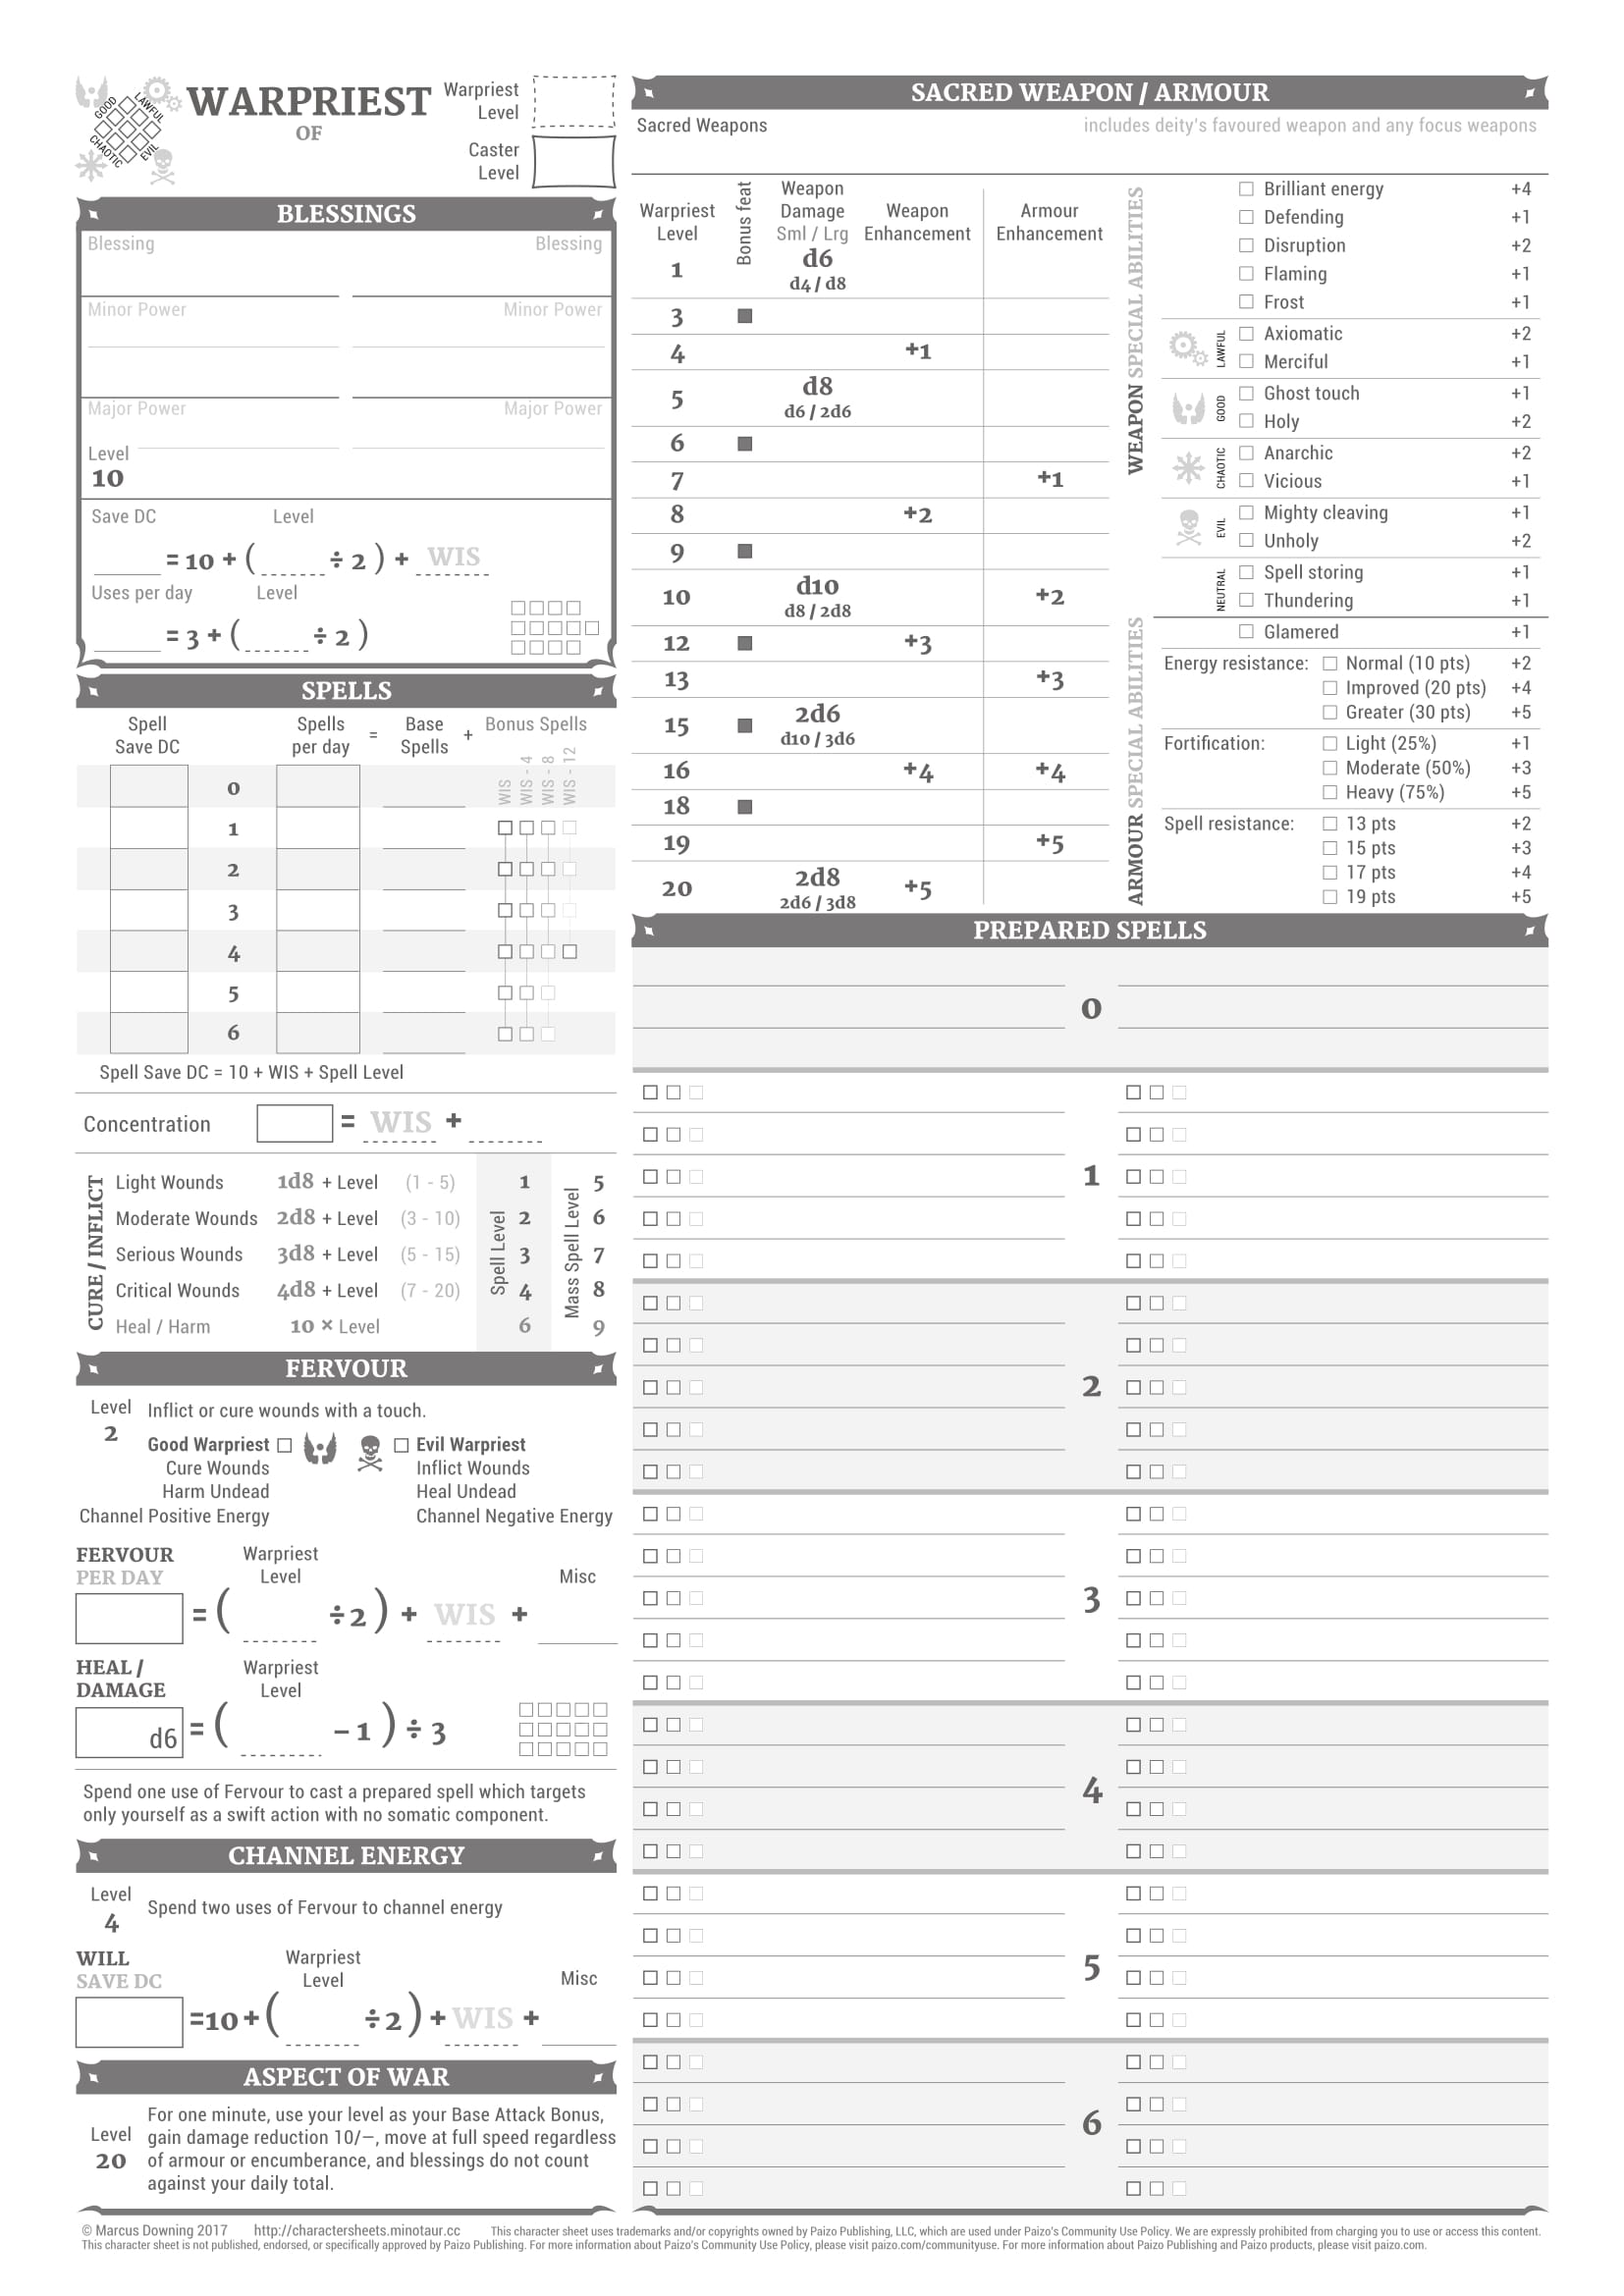 GOOD
LAWFUL
CHAOTIC
EVIL
WARPRIEST
OF
Warpriest
Level
Caster
Level
BLESSINGS
Blessing Blessing
Minor Power Minor Power
Major Power Major Power
Level
10
Save DC Level
= 10 + ( ÷ 2 ) + WIS
Uses per day Level
= 3 + ( ÷ 2 )
SPELLS
Spell
Save DC
Spells
per day
=
Base
Spells
+
Bonus Spells
WIS
WIS - 4
WIS - 8
WIS - 12
0
1
2
3
4
5
6
Spell Save DC = 10 + WIS + Spell Level
Concentration = WIS +
CURE / INFLICT
Spell Level
Mass Spell Level
Light Wounds 1d8 + Level (1 - 5) 1 5
Moderate Wounds 2d8 + Level (3 - 10) 2 6
Serious Wounds 3d8 + Level (5 - 15) 3 7
Critical Wounds 4d8 + Level (7 - 20) 4 8
Heal / Harm 10 × Level 6 9
FERVOUR
Level
2
Inflict or cure wounds with a touch.
Good Warpriest Evil Warpriest
Cure Wounds Inflict Wounds
Harm Undead Heal Undead
Channel Positive Energy Channel Negative Energy
FERVOUR
PER DAY
Warpriest
Level
Misc
= ( ÷ 2 ) + WIS +
HEAL /
DAMAGE
Warpriest
Level
d6 = ( – 1 ) ÷ 3
Spend one use of Fervour to cast a prepared spell which targets
only yourself as a swift action with no somatic component.
CHANNEL ENERGY
Level
4
Spend two uses of Fervour to channel energy
WILL
SAVE DC
Warpriest
Level
Misc
=10 + ( ÷ 2 ) + WIS +
ASPECT OF WAR
Level
20
For one minute, use your level as your Base Attack Bonus,
gain damage reduction 10/–, move at full speed regardless
of armour or encumberance, and blessings do not count
against your daily total.
SACRED WEAPON / ARMOUR
Sacred Weapons includes deity's favoured weapon and any focus weapons
Warpriest
Level
Bonus feat
Weapon
Damage
Sml / Lrg
Weapon
Enhancement
Armour
Enhancement
1 d6
d4 / d8
3
4 +1
5 d8
d6 / 2d6
6
7 +1
8 +2
9
10 d10 +2
d8 / 2d8
12 +3
13 +3
15 2d6
d10 / 3d6
16 +4 +4
18
19 +5
20 2d8 +5
2d6 / 3d8
WEAPON SPECIAL ABILITIES
Brilliant energy +4
Defending +1
Disruption +2
Flaming +1
Frost +1
LAWFUL
Axiomatic +2
Merciful +1
GOOD
Ghost touch +1
Holy +2
CHAOTIC
Anarchic +2
Vicious +1
EVIL
Mighty cleaving +1
Unholy +2
NEUTRAL
Spell storing +1
Thundering +1
ARMOUR SPECIAL ABILITIES
Glamered +1
Energy resistance: Normal (10 pts) +2
Improved (20 pts) +4
Greater (30 pts) +5
Fortification: Light (25%) +1
Moderate (50%) +3
Heavy (75%) +5
Spell resistance: 13 pts +2
15 pts +3
17 pts +4
19 pts +5
PREPARED SPELLS
0
1
2
3
4
5
6
© Marcus Downing 2017 http://charactersheets.minotaur.cc This character sheet uses trademarks and/or copyrights owned by Paizo Publishing, LLC, which are used under Paizo's Community Use Policy. We are expressly prohibited from charging you to use or access this content.
This character sheet is not published, endorsed, or specifically approved by Paizo Publishing. For more information about Paizo's Community Use Policy, please visit paizo.com/communityuse. For more information about Paizo Publishing and Paizo products, please visit paizo.com.